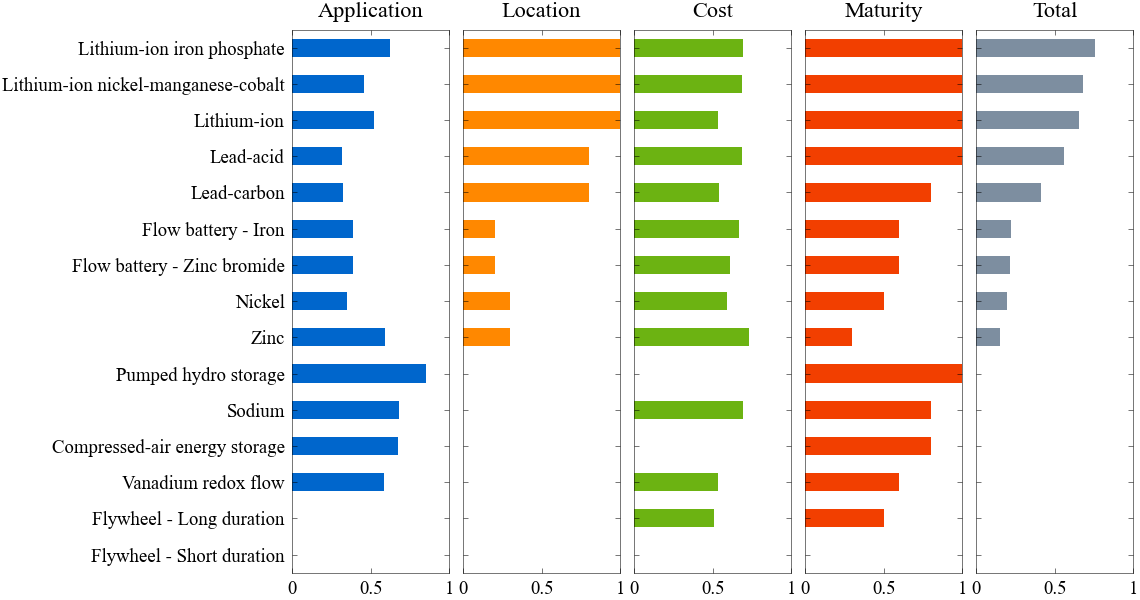 Application Location Cost Maturity Total
Lithium-ion iron phosphate
Lithium-ion nickel-manganese-cobalt
Lithium-ion
Lead-acid
Lead-carbon
Flow battery - Iron
Flow battery - Zinc bromide
Nickel
Zinc
Pumped hydro storage
Sodium
Compressed-air energy storage
Vanadium redox flow
Flywheel - Long duration
Flywheel - Short duration
0 0.5 1 0 0.5 1 0 0.5 1 0 0.5 1 0 0.5 1